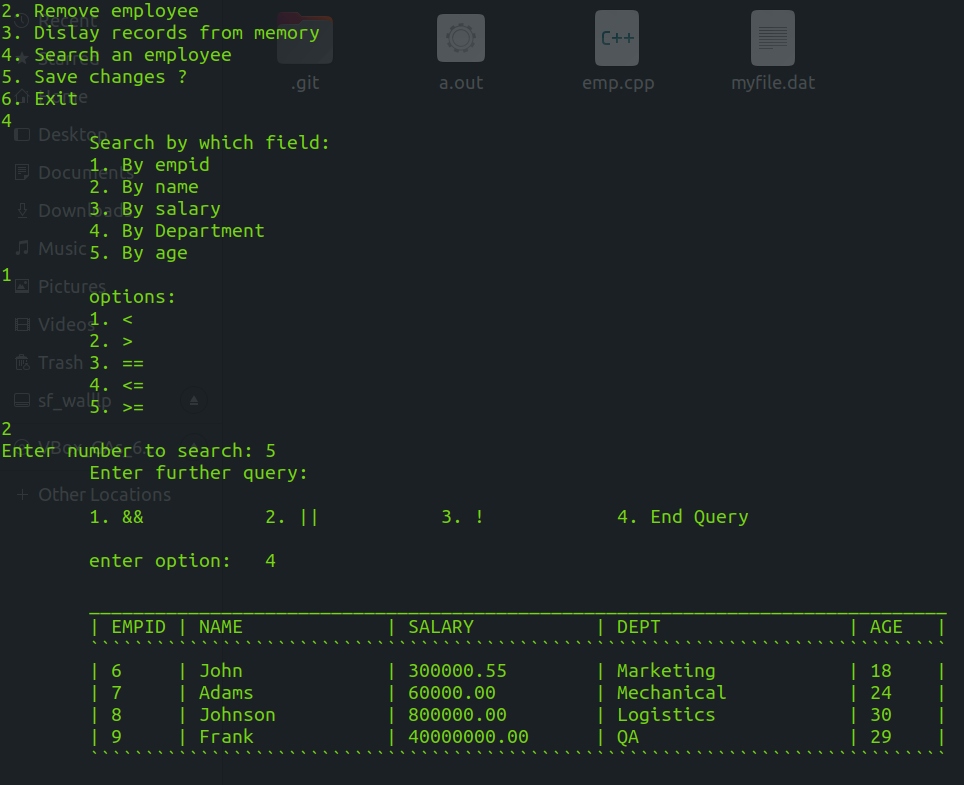 2. Remove employee
3. Dislay records from memory
4. Search an employee
5. Save changes ?
6. Exit
4
Search by which field:
1. By empid
2. By name
3. By salary
4. By Department
5. By age
1
options:
1. <
2. >
3. ==
4. <=
5. >=
2
Enter number to search: 5
Enter further query:
1. && 2. || 3. ! 4. End Query
enter option: 4
| EMPID | NAME | SALARY | DEPT | AGE |
| 6 | John | 300000.55 | Marketing | 18 |
| 7 | Adams | 60000.00 | Mechanical | 24 |
| 8 | Johnson | 800000.00 | Logistics | 30 |
| 9 | Frank | 40000000.00 | QA | 29 |
Recent
Starred
Home
Desktop
Documents
Downloads
Music
Pictures
Videos
Trash
Other Locations
C++
.git a.out emp.cpp myfile.dat